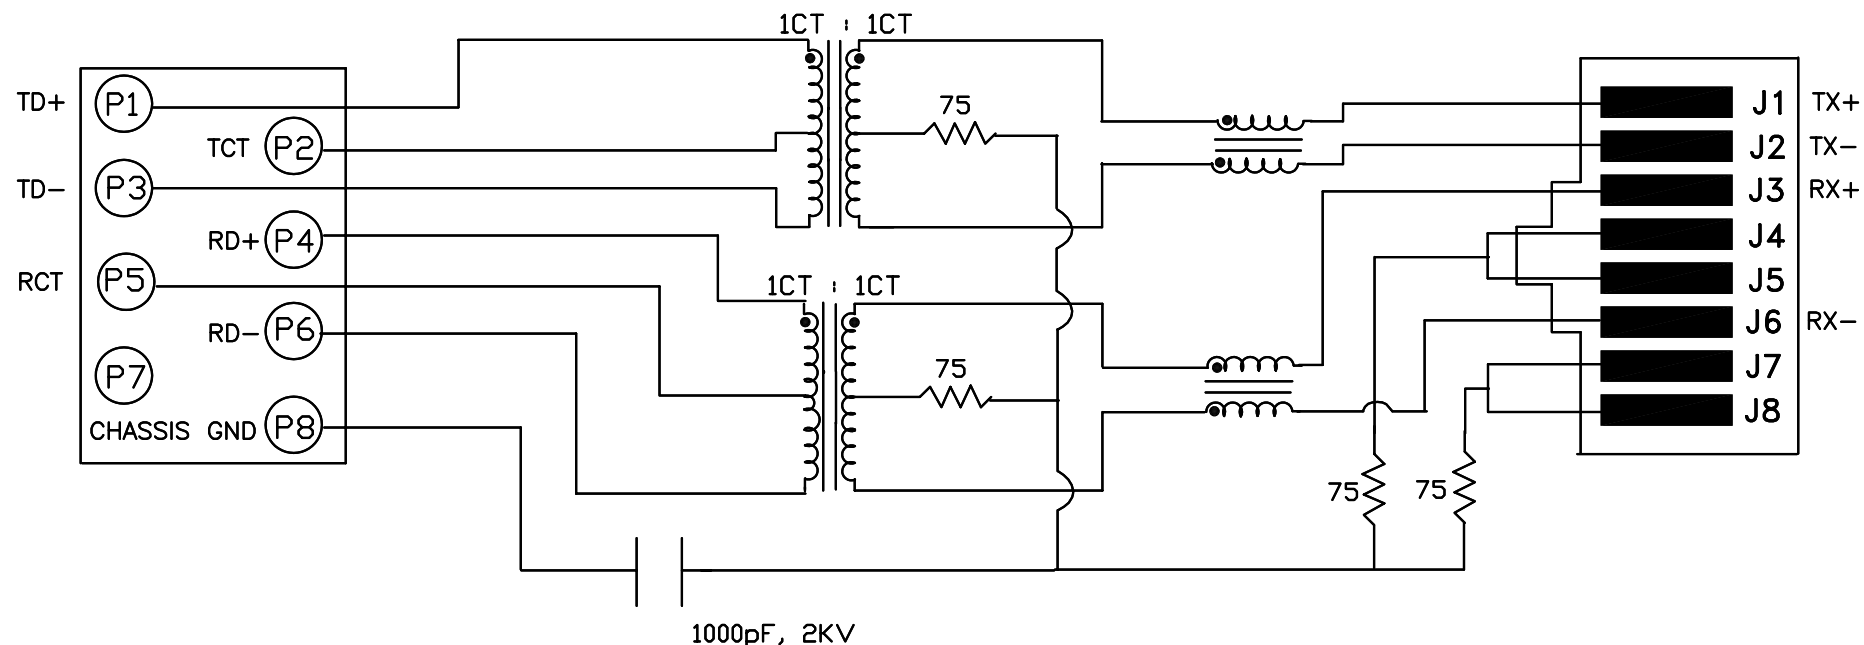 1CT : 1CT
TD+ P1
TCT P2
TD- P3
RD+ P4
RCT P5
RD- P6
P7
CHASSIS GND P8
75
1CT : 1CT
75
J1 TX+
J2 TX-
J3 RX+
J4
J5
J6 RX-
J7
J8
75
75
1000pF, 2KV